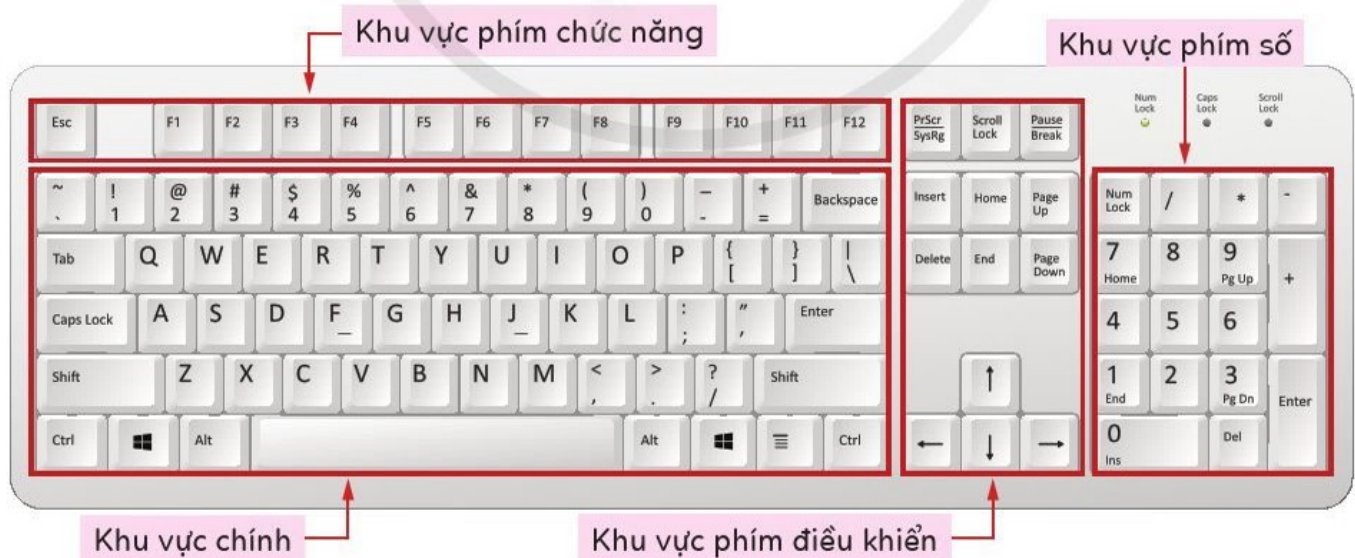 Khu vực phím chức năng
Khu vực phím số
Num Lock Caps Lock Scroll Lock
Esc F1 F2 F3 F4 F5 F6 F7 F8 F9 F10 F11 F12 PrScr SysRg Scroll Lock Pause Break
~ ` ! 1 @ 2 # 3 $ 4 % 5 ^ 6 & 7 * 8 ( 9 ) 0 – - + = Backspace Insert Home Page Up Num Lock / * -
Tab Q W E R T Y U I O P { [ } ] | \ Delete End Page Down 7 Home 8 9 Pg Up +
Caps Lock A S D F G H J K L : ; " ' Enter 4 5 6
Shift Z X C V B N M < , > . ? / Shift ↑ 1 End 2 3 Pg Dn Enter
Ctrl Alt Alt Ctrl ← ↓ → 0 Ins Del
Khu vực chính
Khu vực phím điều khiển